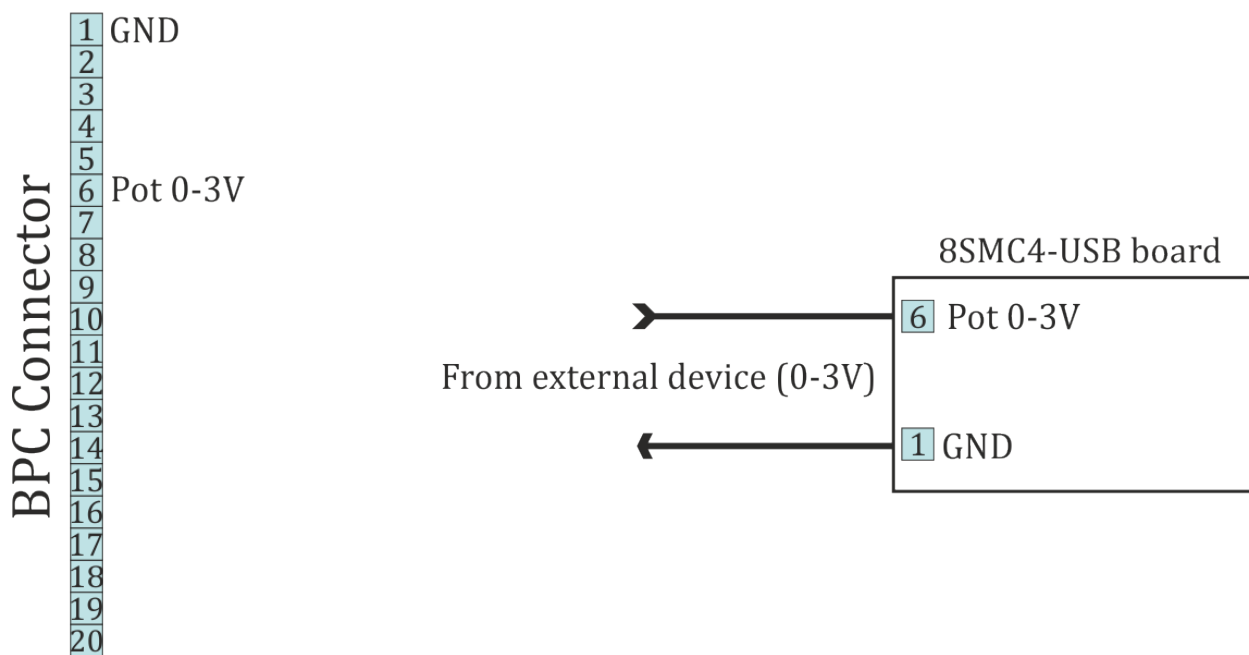 1 GND
2
3
4
5
6 Pot 0-3V
7
8
9
10
11
12
13
14
15
16
17
18
19
20
BPC Connector
8SMC4-USB board
6 Pot 0-3V
From external device (0-3V)
1 GND